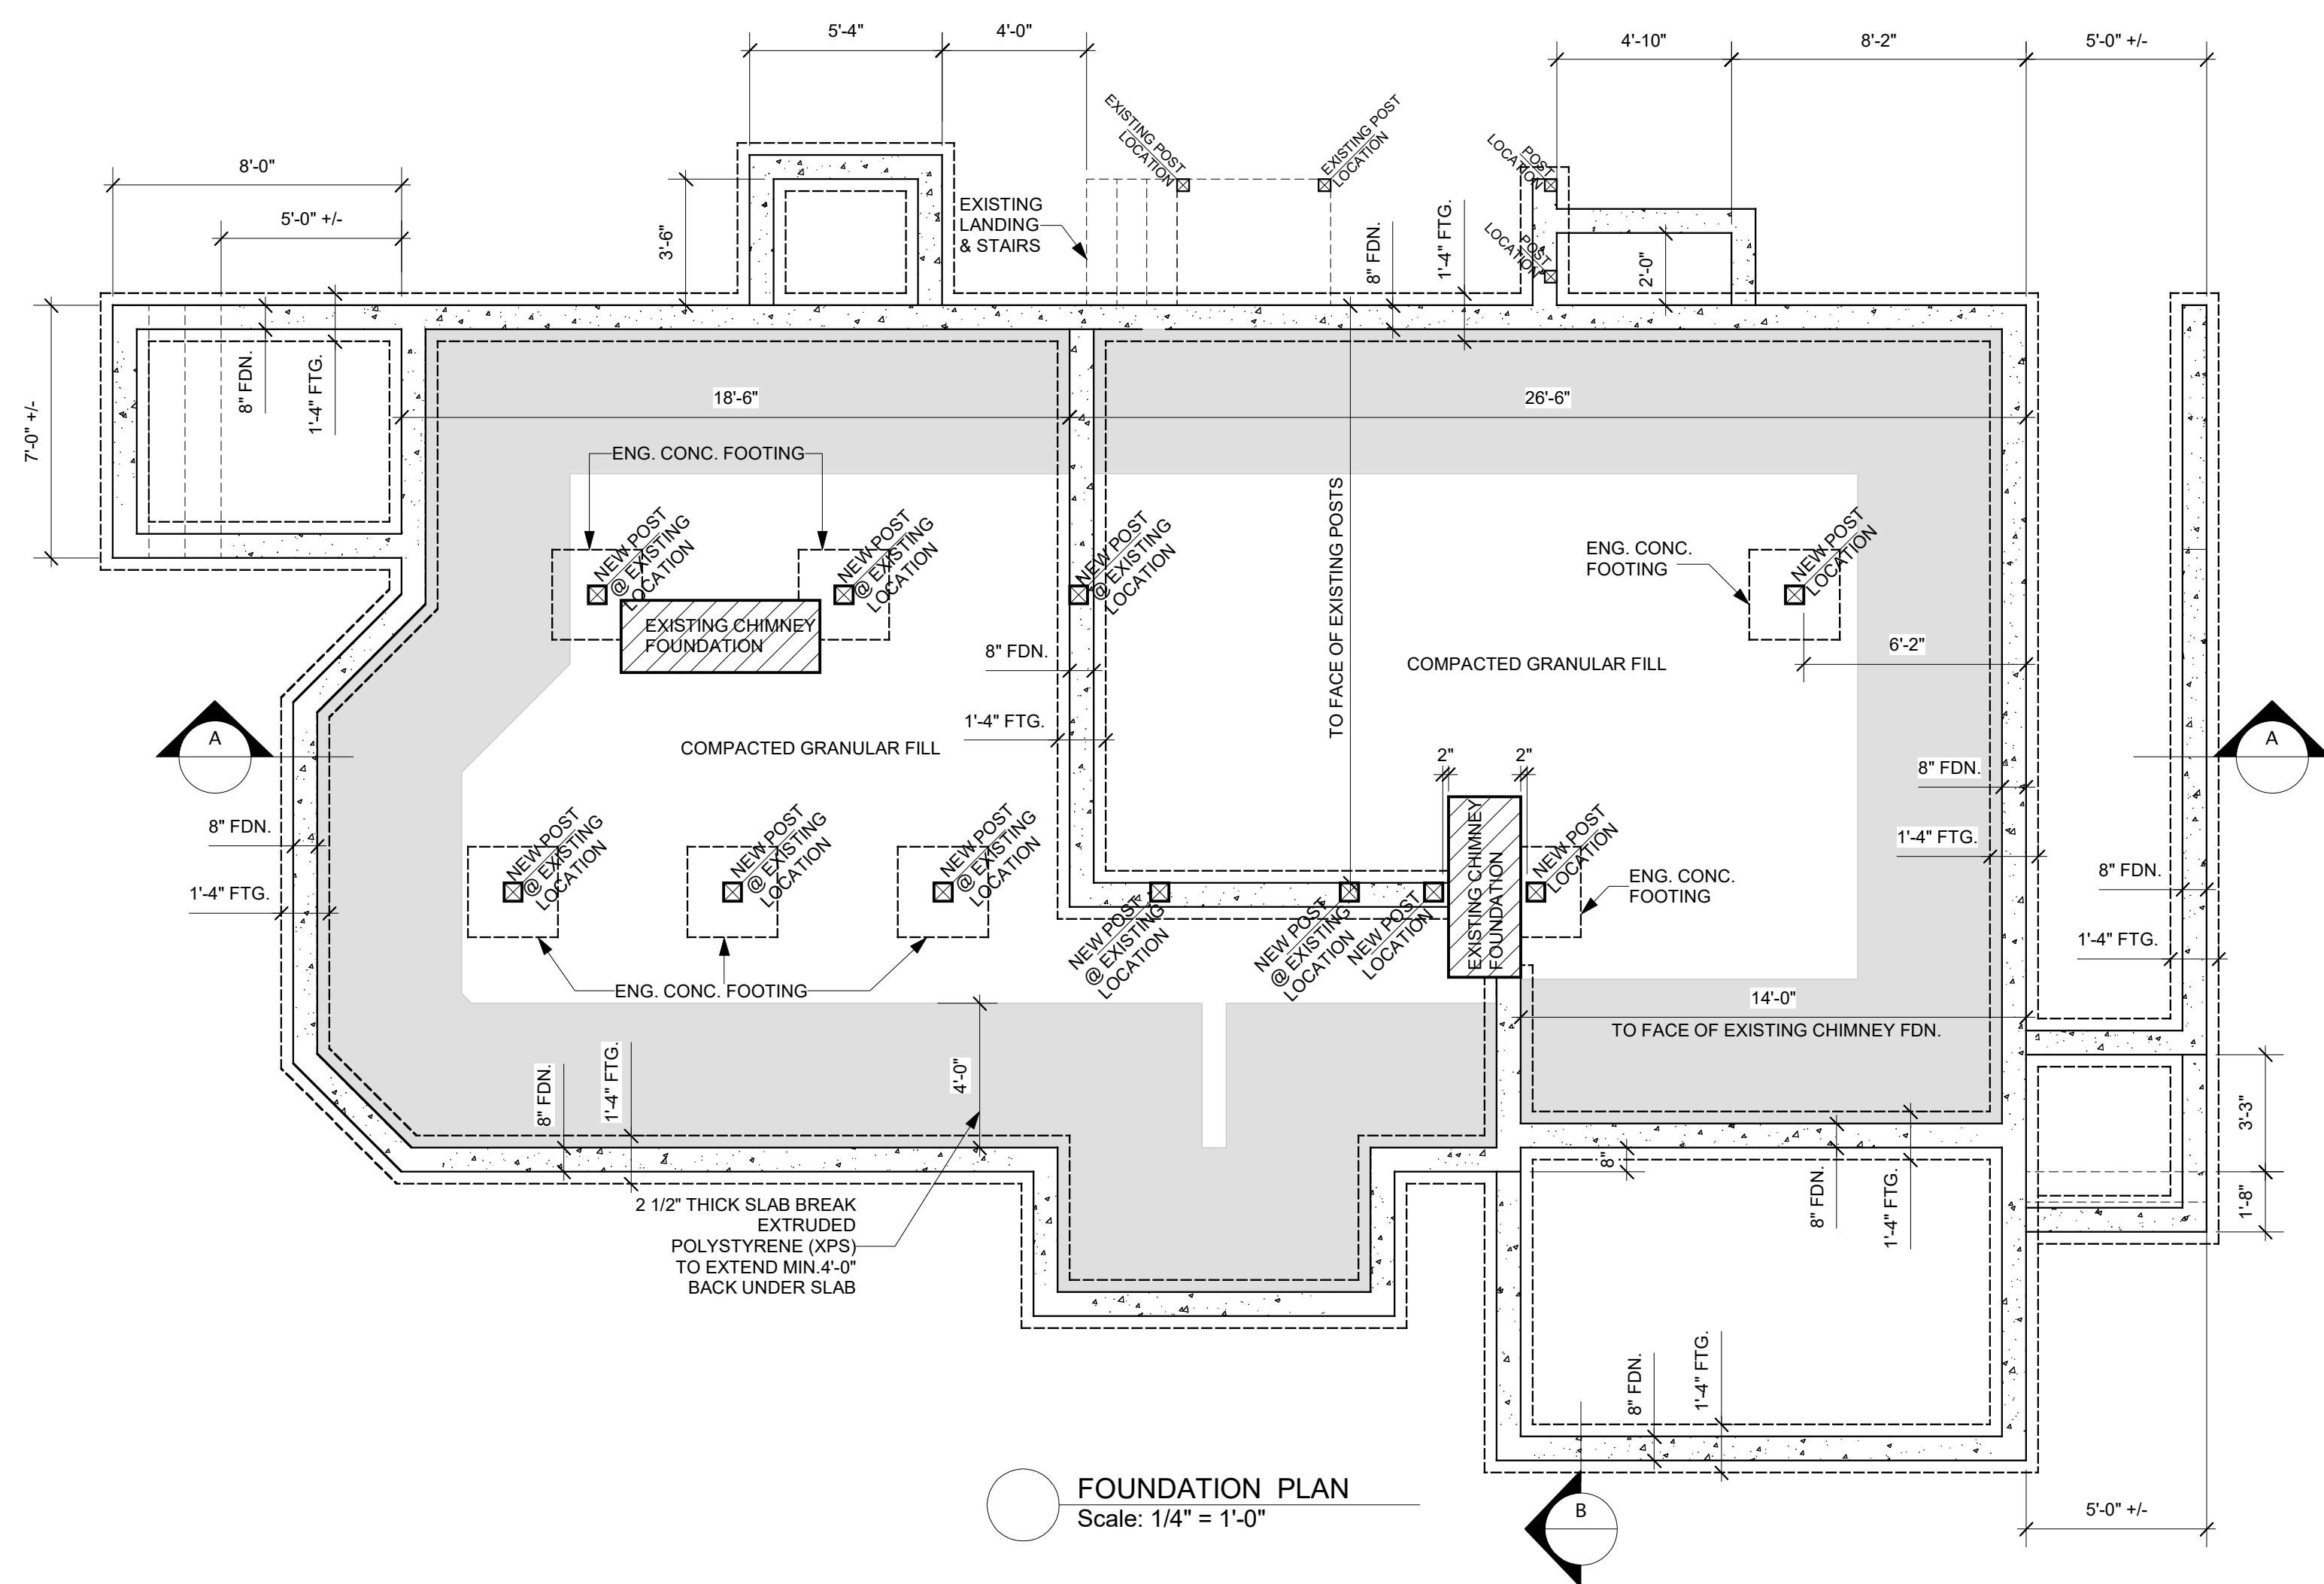 5'-4"
4'-0"
4'-10"
8'-2"
5'-0" +/-
8'-0"
5'-0" +/-
3'-6"
EXISTING POST
LOCATION
EXISTING POST
LOCATION
POST
LOCATION
POST
LOCATION
EXISTING
LANDING
& STAIRS
8" FDN.
1'-4" FTG.
2'-0"
7'-0" +/-
8" FDN.
1'-4" FTG.
18'-6"
26'-6"
ENG. CONC. FOOTING
NEW POST
@ EXISTING
LOCATION
NEW POST
@ EXISTING
LOCATION
NEW POST
@ EXISTING
LOCATION
TO FACE OF EXISTING POSTS
ENG. CONC.
FOOTING
NEW POST
LOCATION
EXISTING CHIMNEY
FOUNDATION
8" FDN.
6'-2"
COMPACTED GRANULAR FILL
1'-4" FTG.
COMPACTED GRANULAR FILL
A
A
2"
2"
8" FDN.
8" FDN.
1'-4" FTG.
1'-4" FTG.
NEW POST
@ EXISTING
LOCATION
NEW POST
@ EXISTING
LOCATION
NEW POST
@ EXISTING
LOCATION
EXISTING CHIMNEY
FOUNDATION
NEW POST
LOCATION
ENG. CONC.
FOOTING
8" FDN.
1'-4" FTG.
NEW POST
@ EXISTING
LOCATION
NEW POST
@ EXISTING
LOCATION
NEW POST
LOCATION
ENG. CONC. FOOTING
14'-0"
TO FACE OF EXISTING CHIMNEY FDN.
8" FDN.
1'-4" FTG.
4'-0"
3'-3"
8"
8" FDN.
1'-4" FTG.
1'-8"
2 1/2" THICK SLAB BREAK
EXTRUDED
POLYSTYRENE (XPS)
TO EXTEND MIN.4'-0"
BACK UNDER SLAB
8" FDN.
1'-4" FTG.
FOUNDATION PLAN
Scale: 1/4" = 1'-0"
B
5'-0" +/-